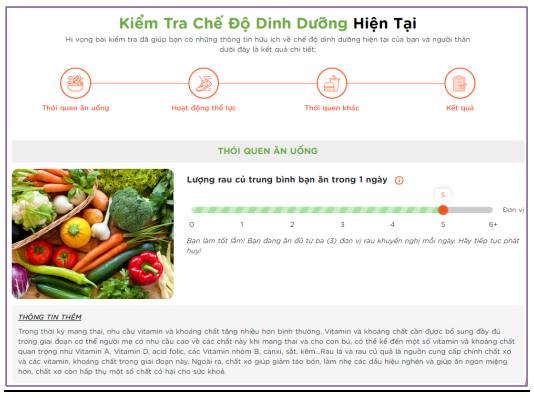 Kiểm Tra Chế Độ Dinh Dưỡng Hiện Tại
Hi vọng bài kiểm tra đã giúp bạn có những thông tin hữu ích về chế độ dinh dưỡng hiện tại của bạn và người thân
dưới đây là kết quả chi tiết:
Thói quen ăn uống
Hoạt động thể lực
Thói quen khác
Kết quả
THÓI QUEN ĂN UỐNG
Lượng rau củ trung bình bạn ăn trong 1 ngày
5
Đơn vị
0 1 2 3 4 5 6+
Bạn làm tốt lắm! Bạn đang ăn đủ từ ba (3) đơn vị rau khuyến nghị mỗi ngày. Hãy tiếp tục phát
huy!
THÔNG TIN THÊM
Trong thời kỳ mang thai, nhu cầu vitamin và khoáng chất tăng nhiều hơn bình thường. Vitamin và khoáng chất cần được bổ sung đầy đủ
trong giai đoạn cơ thể người mẹ có nhu cầu cao về các chất này khi mang thai và cho con bú, có thể kể đến một số vitamin và khoáng chất
quan trọng như Vitamin A, Vitamin D, acid folic, các Vitamin nhóm B, canxi, sắt, kẽm...Rau lá và rau củ quả là nguồn cung cấp chính chất xơ
và các vitamin, khoáng chất trong giai đoạn này. Ngoài ra, chất xơ giúp giảm táo bón, làm nhẹ các dấu hiệu nghén và giúp ăn ngon miệng
hơn, chất xơ còn hấp thụ một số chất có hại cho sức khoẻ.